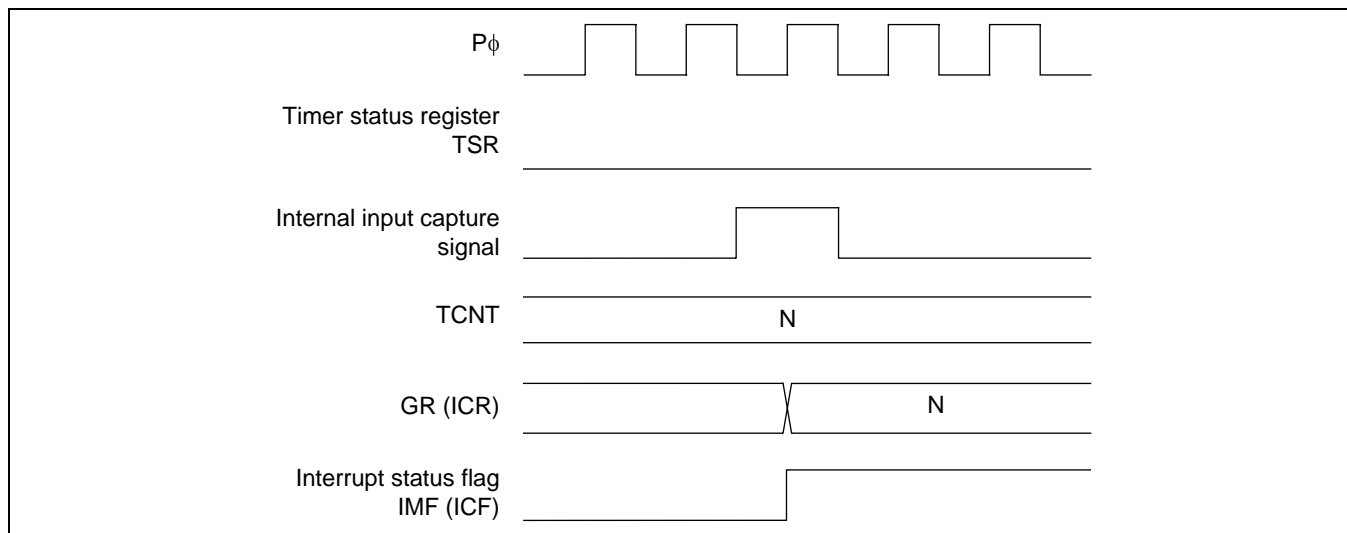 Pϕ
Timer status register
TSR
Internal input capture
signal
TCNT
N
GR (ICR)
N
Interrupt status flag
IMF (ICF)